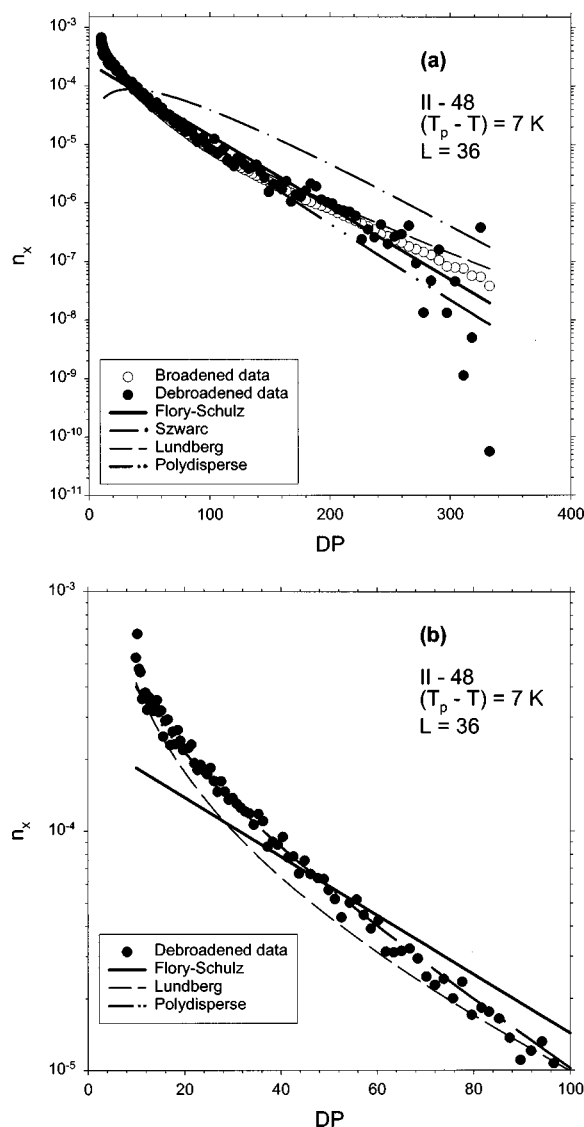 10⁻³
(a)
10⁻⁴
II - 48
(Tₚ - T) = 7 K
10⁻⁵
L = 36
10⁻⁶
nₓ
10⁻⁷
10⁻⁸
Broadened data
Debroadened data
10⁻⁹
Flory-Schulz
Szwarc
10⁻¹⁰
Lundberg
Polydisperse
10⁻¹¹
0 100 200 300 400
DP
10⁻³
(b)
II - 48
(Tₚ - T) = 7 K
L = 36
nₓ
10⁻⁴
Debroadened data
Flory-Schulz
Lundberg
Polydisperse
10⁻⁵
0 20 40 60 80 100
DP